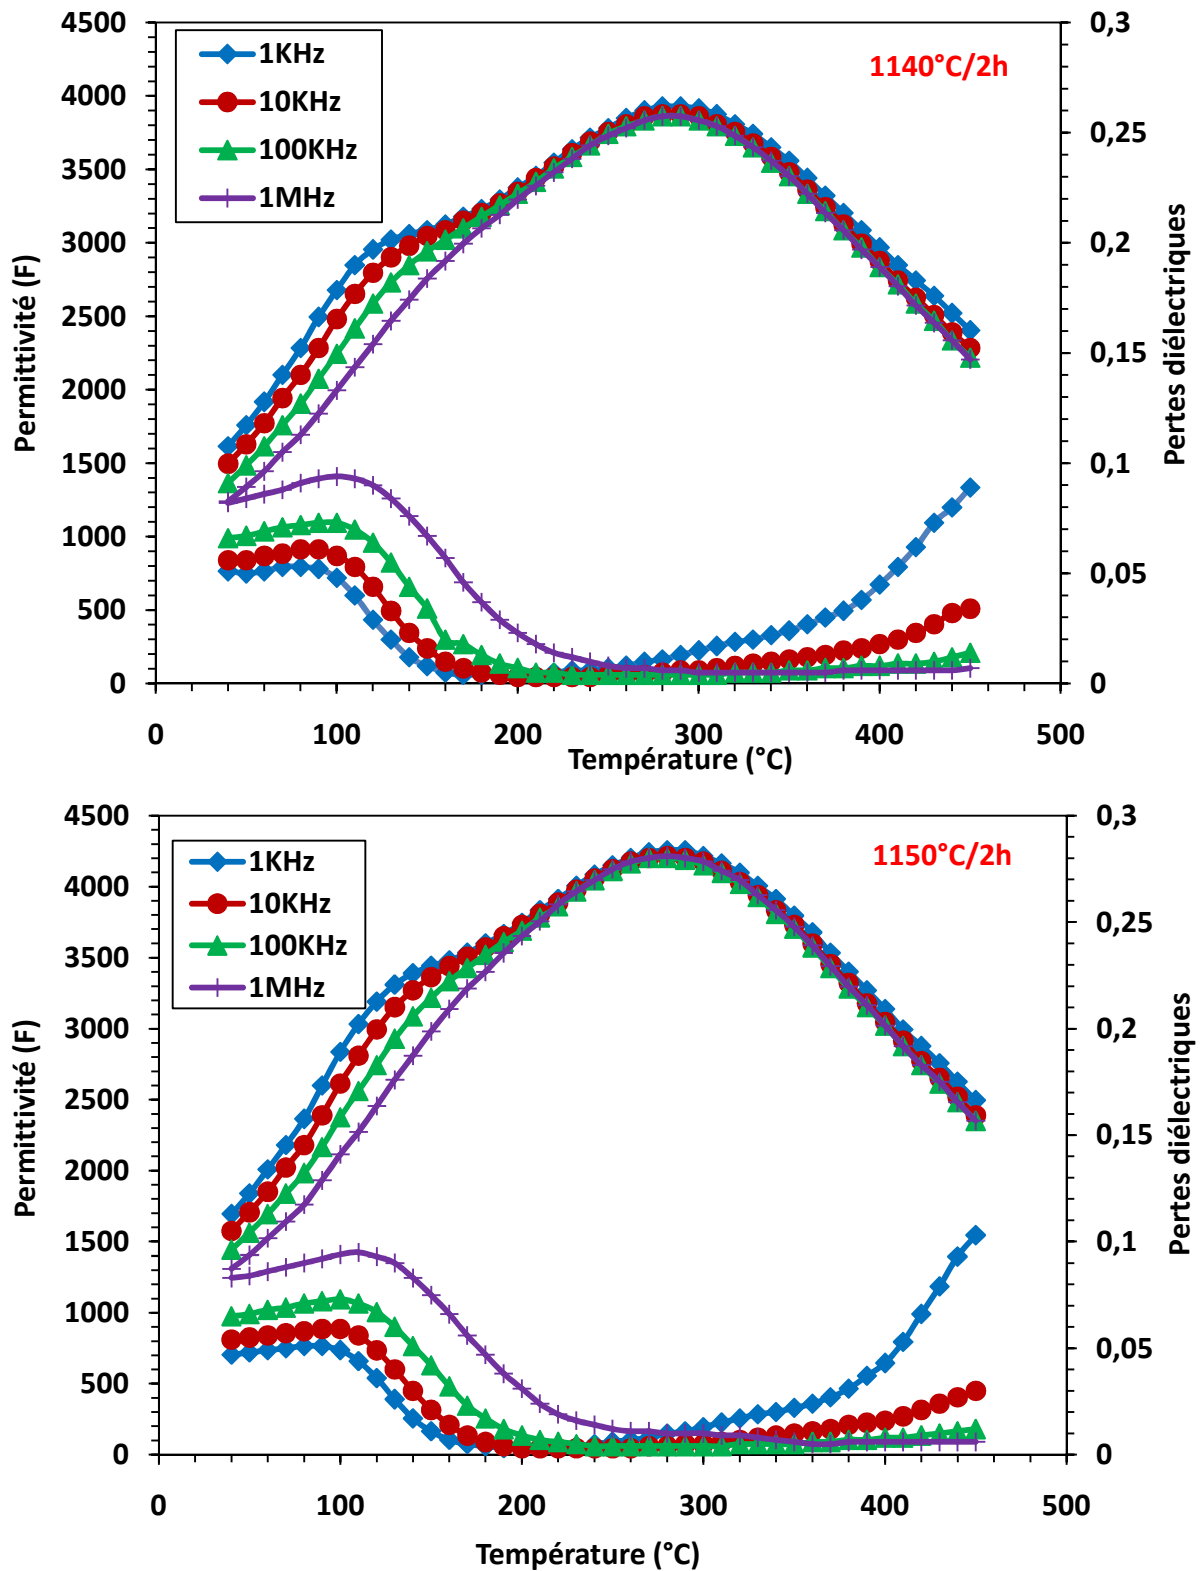 4500
4000
3500
3000
2500
2000
1500
1000
500
0
Permittivité (F)
1KHz
10KHz
100KHz
1MHz
1140°C/2h
0,3
0,25
0,2
0,15
0,1
0,05
0
Pertes diélectriques
0 100 200 300 400 500
Température (°C)
4500
4000
3500
3000
2500
2000
1500
1000
500
0
Permittivité (F)
1KHz
10KHz
100KHz
1MHz
1150°C/2h
0,3
0,25
0,2
0,15
0,1
0,05
0
Pertes diélectriques
0 100 200 300 400 500
Température (°C)